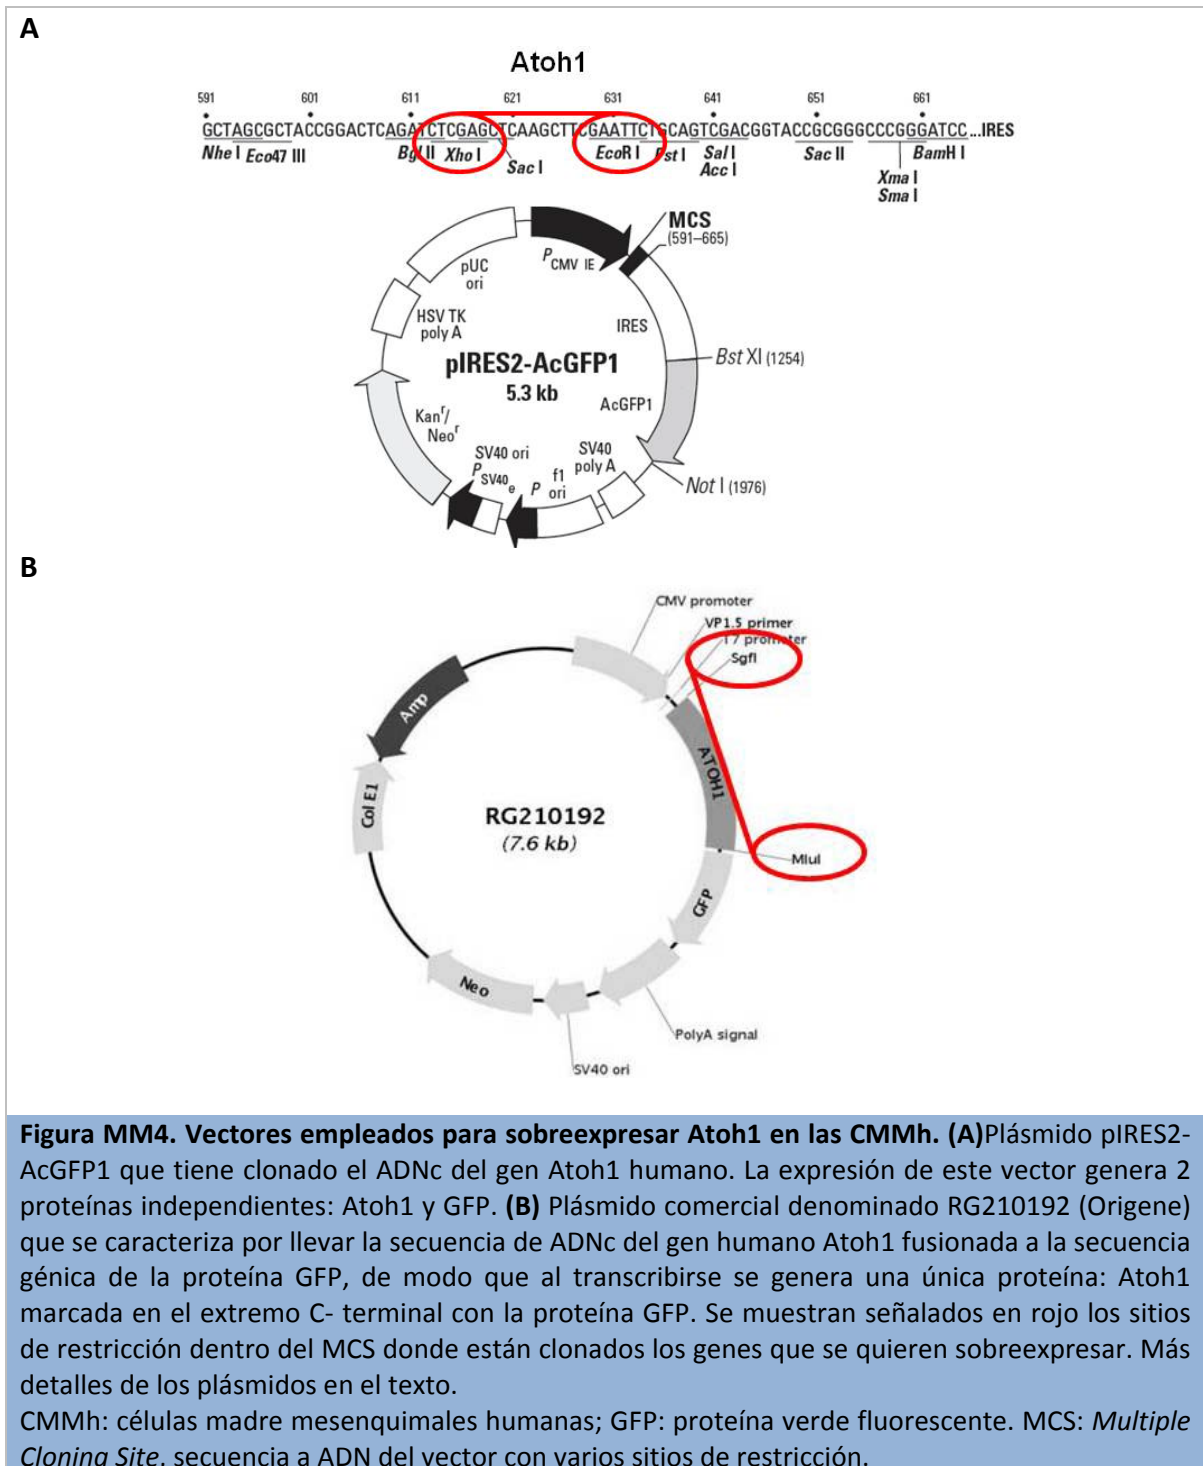 A
Atoh1
591 601 611 621 631 641 651 661
GCTAGCGCTACCGGACTCAGATCTCGAGCTCAAGCTTCGAATTCTGCAGTCGACGGTACCGCGGGCCCGGGATCC...IRES
Nhe I Eco47 III Bgl II Xho I EcoR I Pst I Sal I Sac II BamH I
Sac I Acc I Xma I
Sma I
MCS
(591–665)
PCMV IE
pUC
ori
HSV TK
poly A
IRES
pIRES2-AcGFP1
5.3 kb
Bst XI (1254)
AcGFP1
Kanr/
Neor
SV40 ori
PSV40e
P
f1
ori
SV40
poly A
Not I (1976)
B
CMV promoter
VP1.5 primer
T7 promoter
SgfI
Amp
ATOH1
Col E1
RG210192
(7.6 kb)
MluI
GFP
Neo
PolyA signal
SV40 ori
Figura MM4. Vectores empleados para sobreexpresar Atoh1 en las CMMh. (A)Plásmido pIRES2-
AcGFP1 que tiene clonado el ADNc del gen Atoh1 humano. La expresión de este vector genera 2
proteínas independientes: Atoh1 y GFP. (B) Plásmido comercial denominado RG210192 (Origene)
que se caracteriza por llevar la secuencia de ADNc del gen humano Atoh1 fusionada a la secuencia
génica de la proteína GFP, de modo que al transcribirse se genera una única proteína: Atoh1
marcada en el extremo C- terminal con la proteína GFP. Se muestran señalados en rojo los sitios
de restricción dentro del MCS donde están clonados los genes que se quieren sobreexpresar. Más
detalles de los plásmidos en el texto.
CMMh: células madre mesenquimales humanas; GFP: proteína verde fluorescente. MCS: Multiple
Cloning Site, secuencia a ADN del vector con varios sitios de restricción.